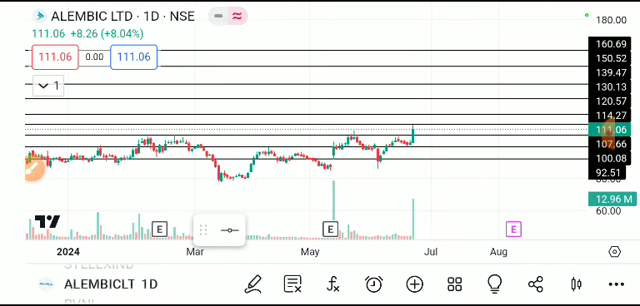 ALEMBIC LTD · 1D · NSE
111.06 +8.26 (+8.04%)
111.06 0.00 111.06
1
180.00
160.69
150.52
139.47
130.13
120.57
114.27
111.06
107.66
100.08
92.51
12.96 M
60.00
E E E
2024 Mar May Jul Aug
ALEMBICLT 1D